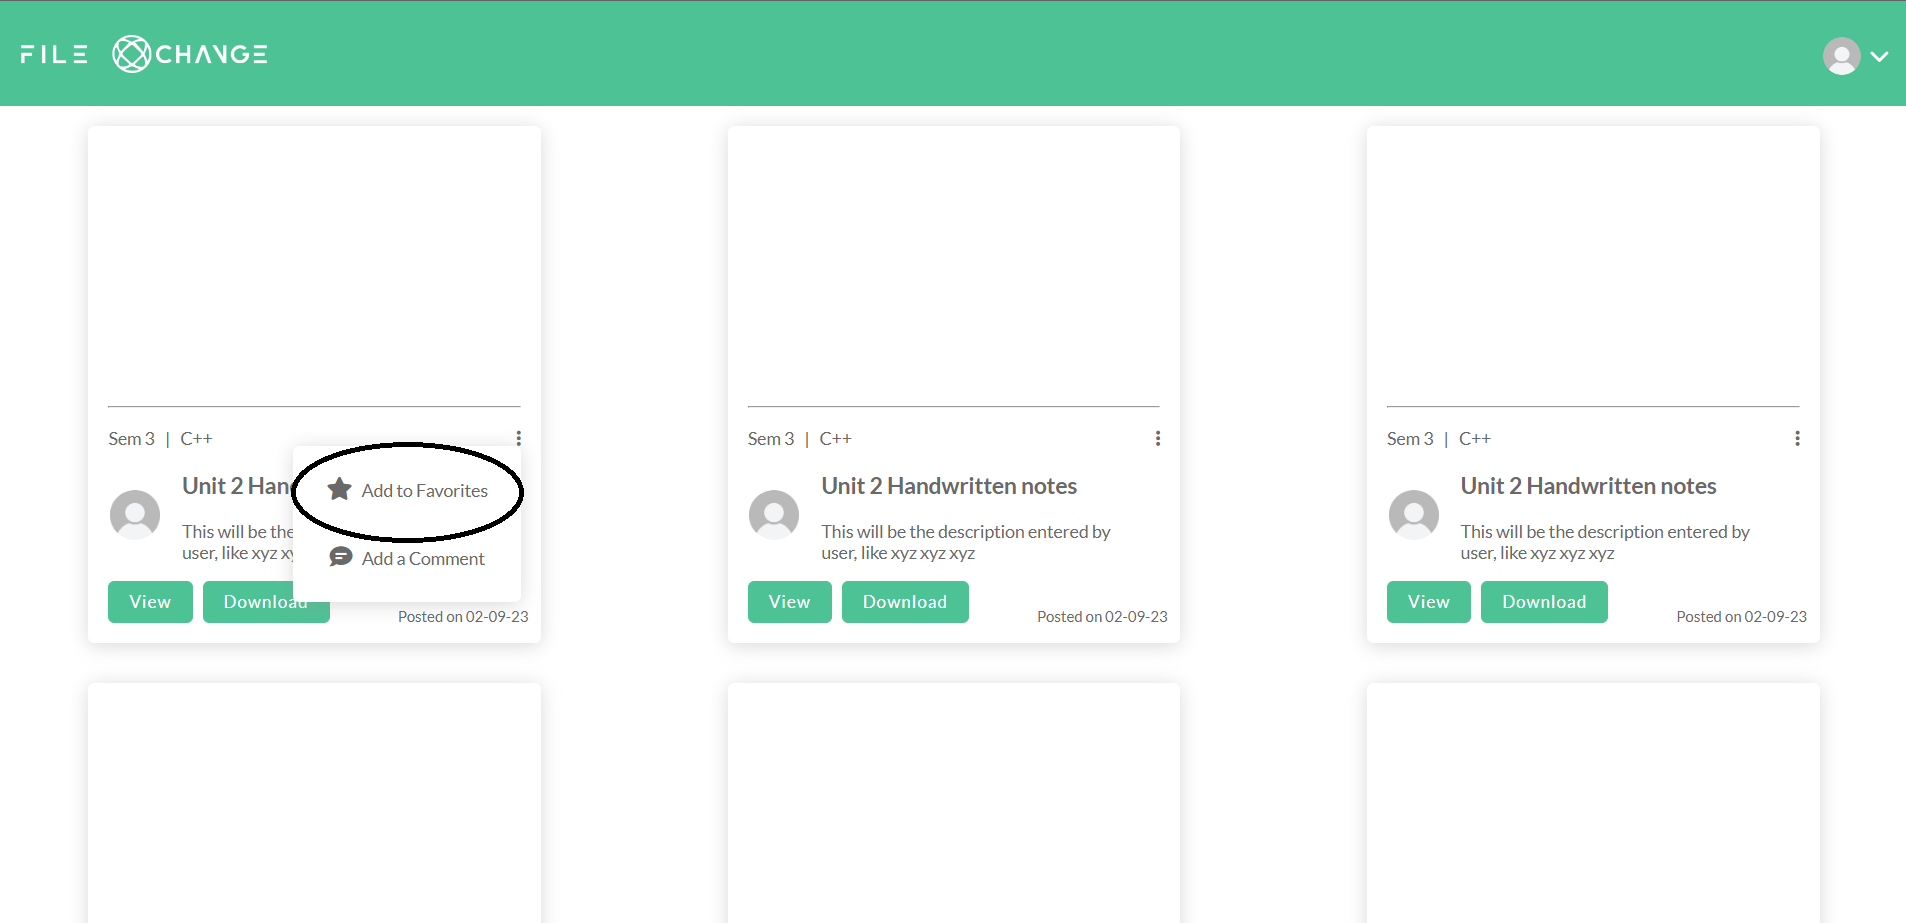 FILE XCHANGE
Sem 3 | C++
Unit 2 Han
This will be the
user, like xyz xy
Add to Favorites
Add a Comment
View Download
Posted on 02-09-23
Sem 3 | C++
Unit 2 Handwritten notes
This will be the description entered by
user, like xyz xyz xyz
View Download
Posted on 02-09-23
Sem 3 | C++
Unit 2 Handwritten notes
This will be the description entered by
user, like xyz xyz xyz
View Download
Posted on 02-09-23